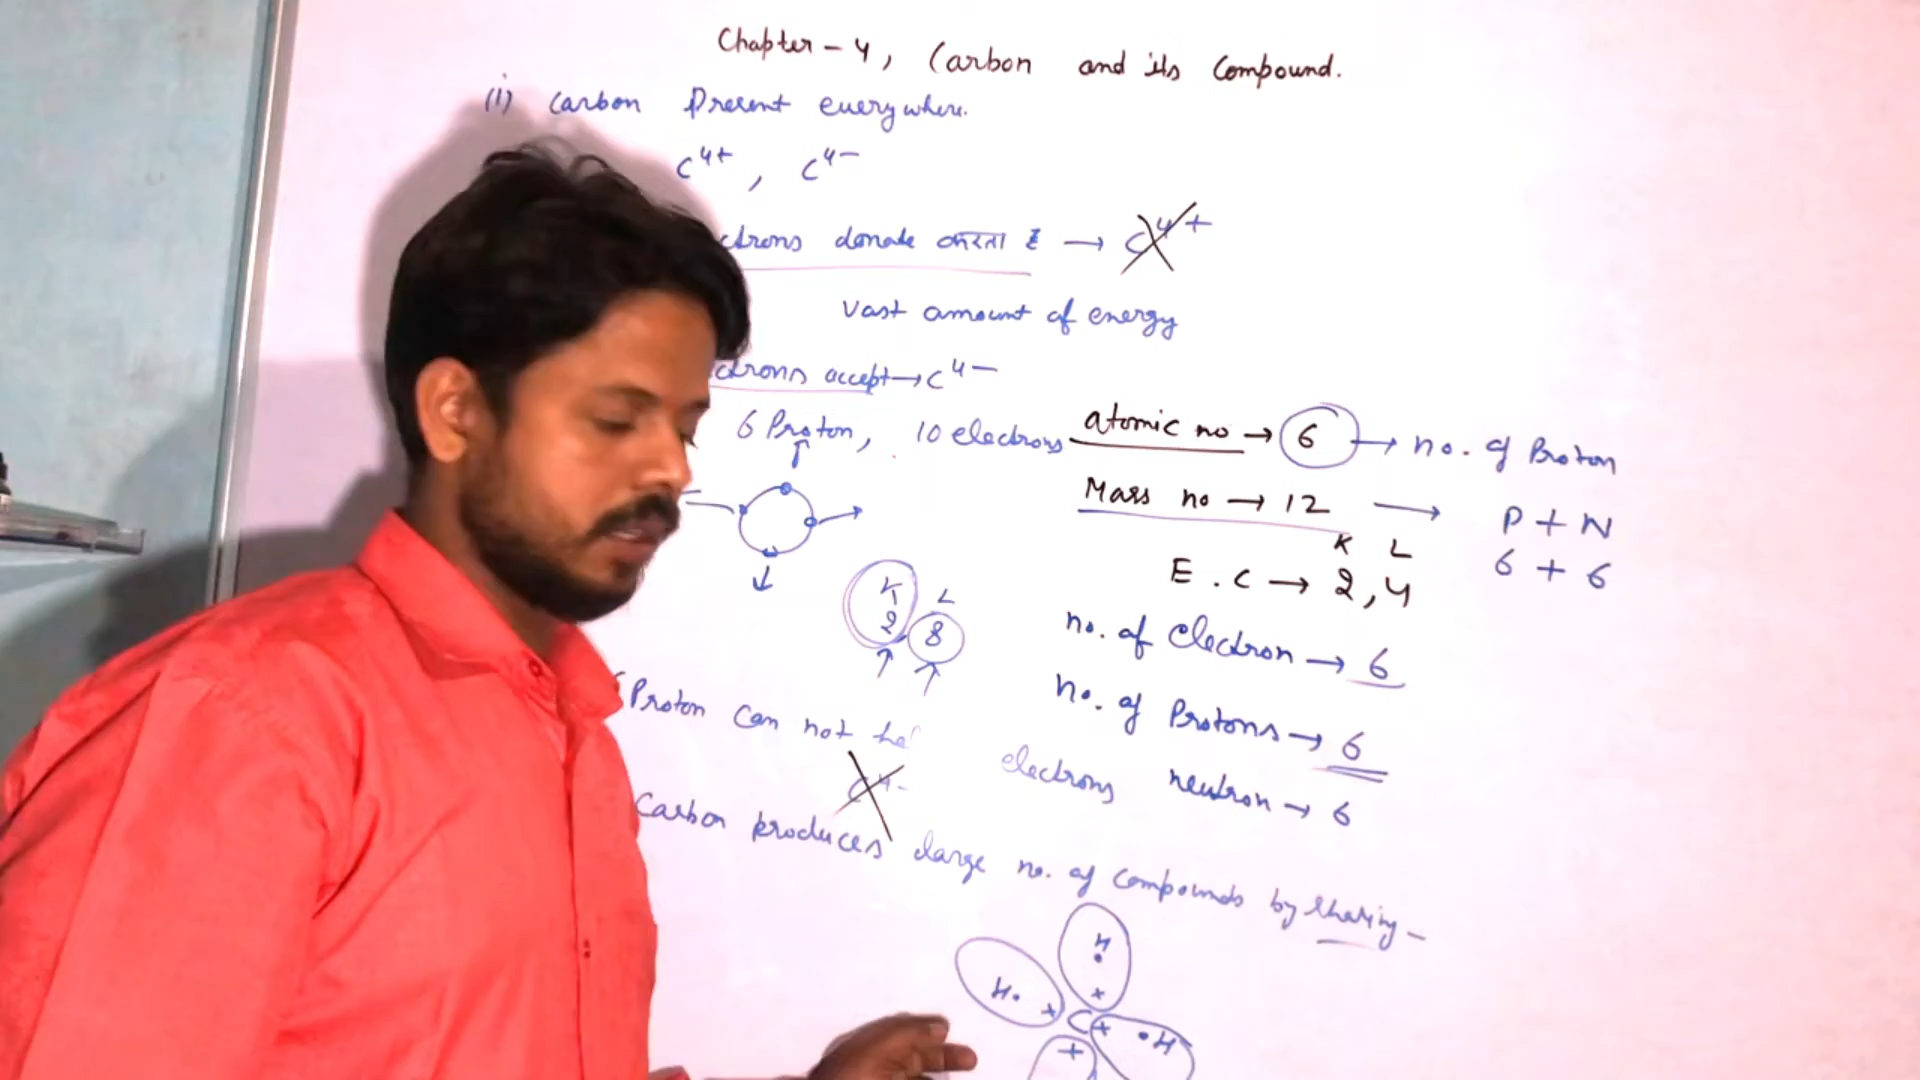 Chapter - 4, Carbon and its Compound.
(i) Carbon Present everywhere.
C⁴⁺, C⁴⁻
ctrons donate करता है → C⁴⁺
Vast amount of energy
ctrons accept → C⁴⁻
6 Proton, 10 electrons
atomic no → 6 → no. of Proton
Mass no → 12 → P + N
6 + 6
K L
E.C → 2, 4
K L
2, 8
no. of electron → 6
no. of Protons → 6
neutron → 6
Proton can not electrons
C⁴⁻
Carbon produces large no. of compounds by sharing -
H
H C H